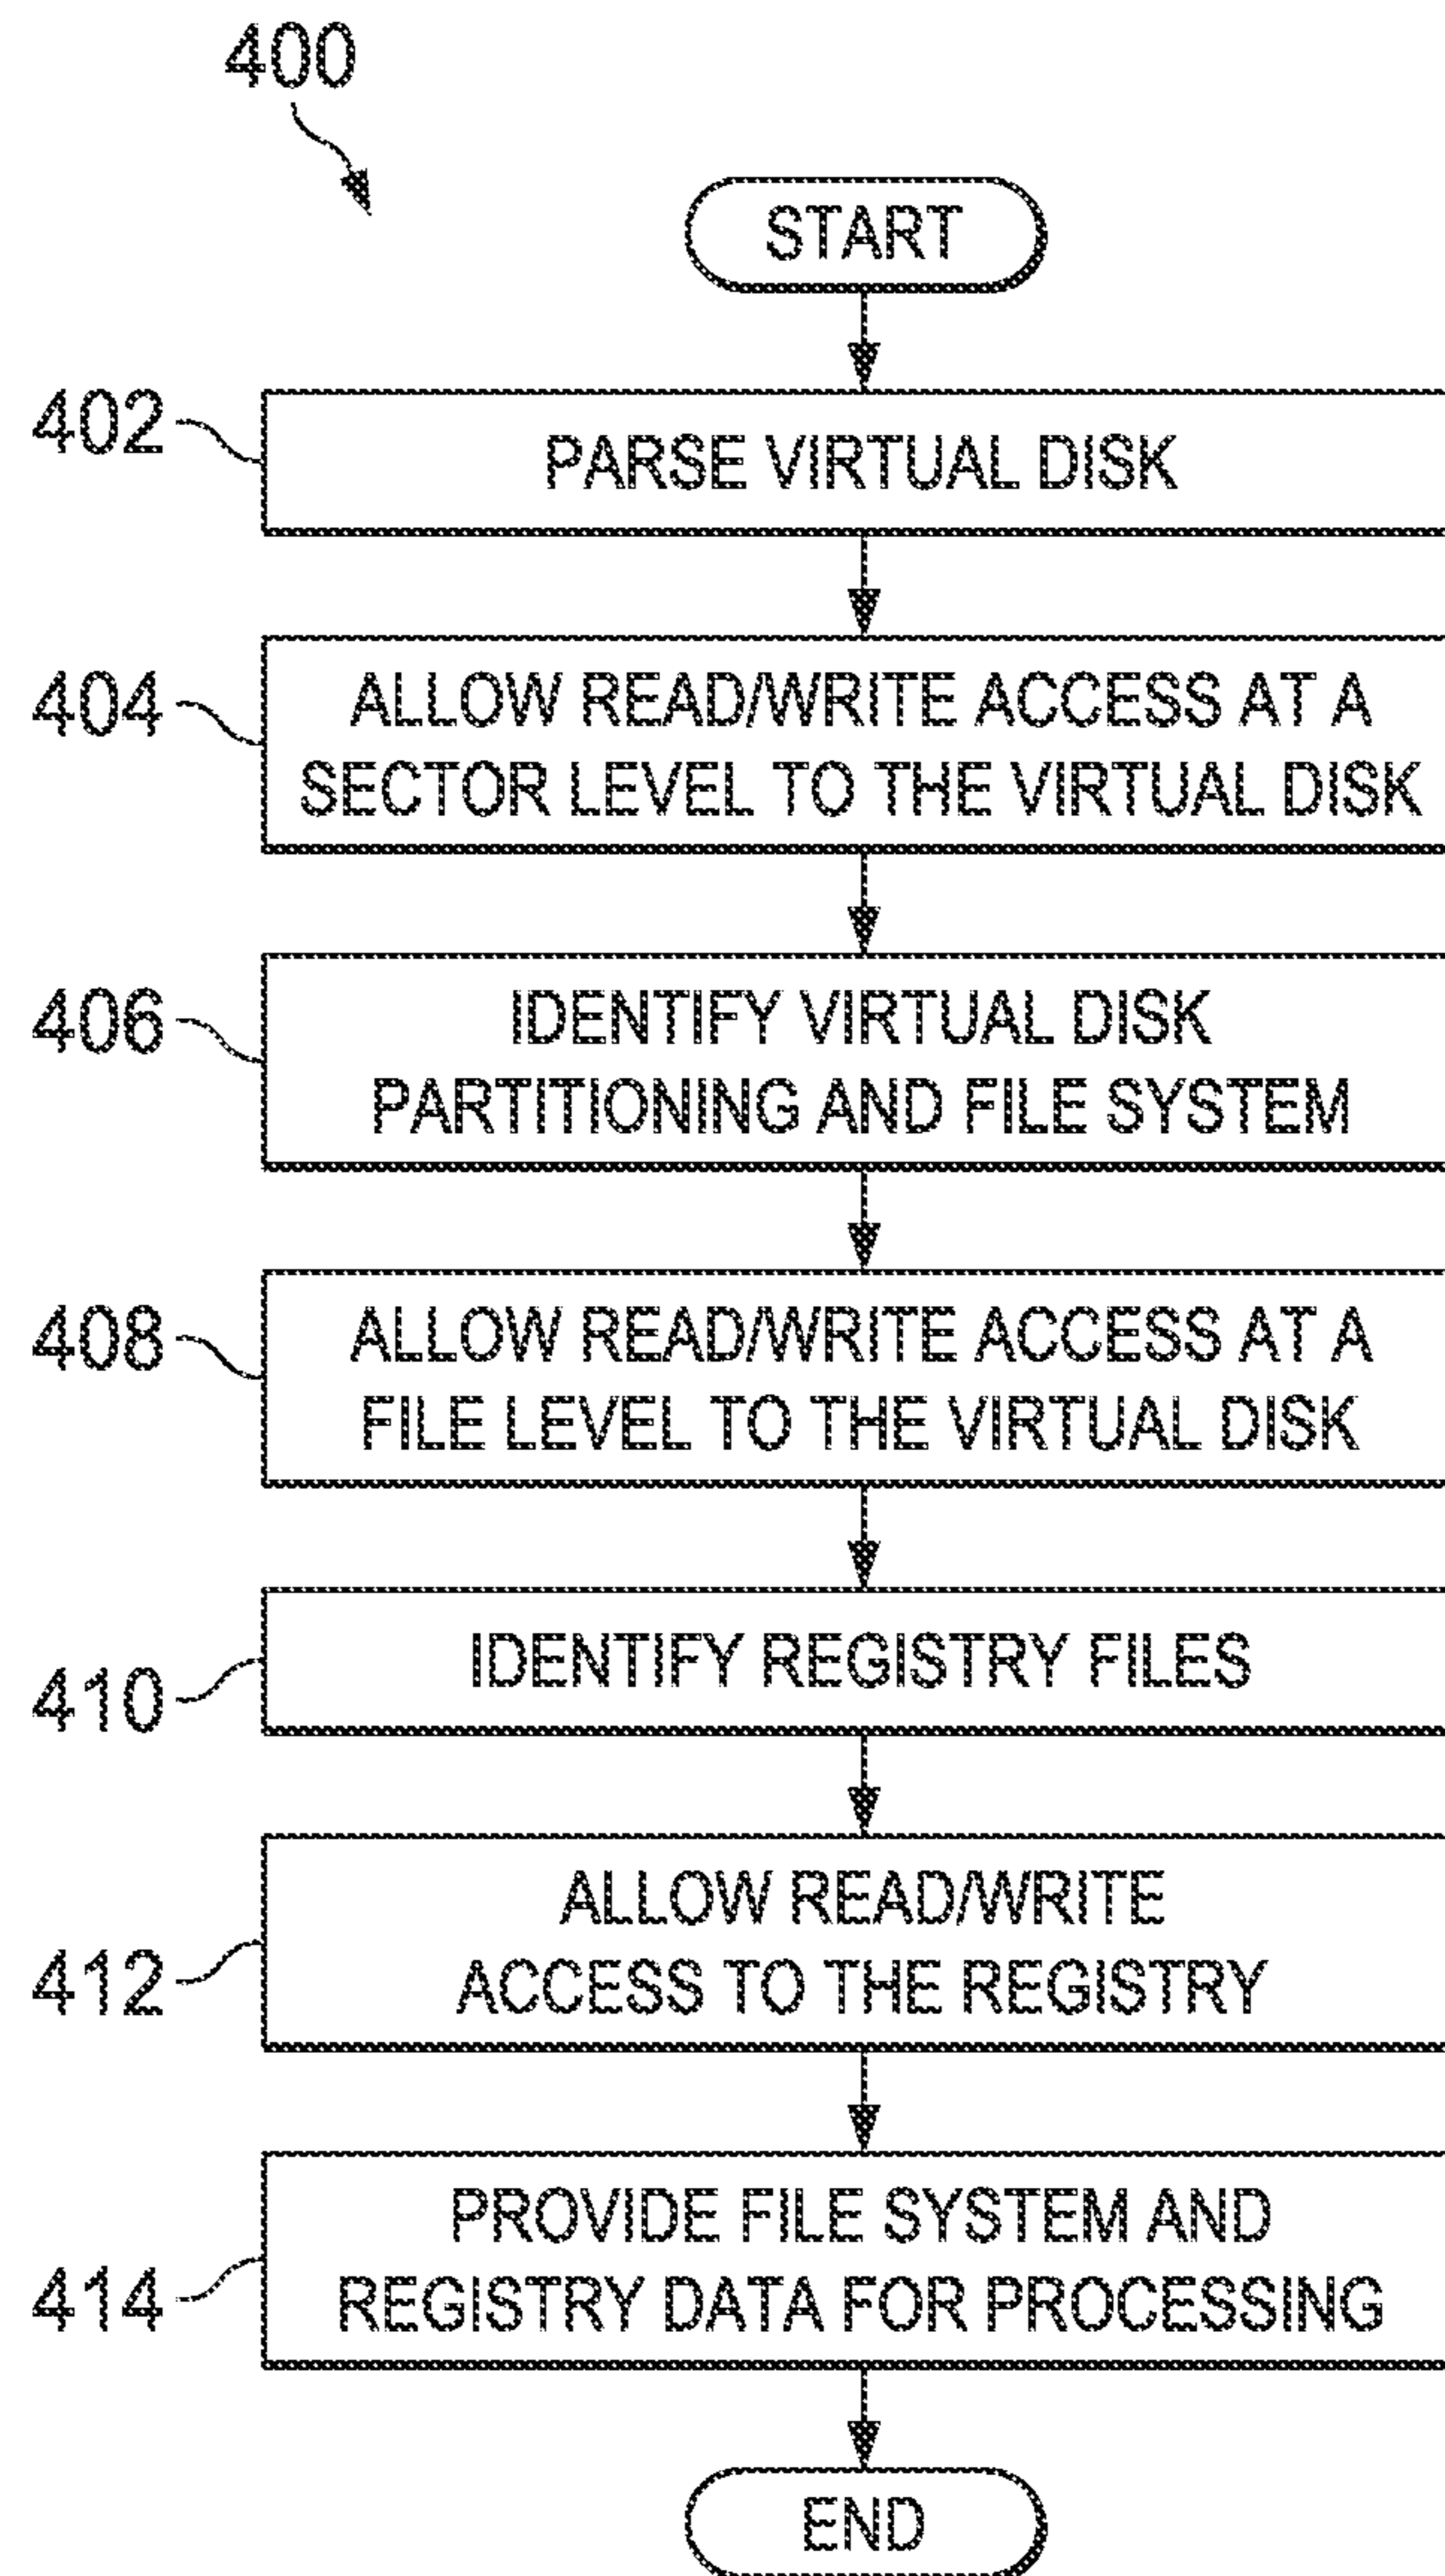 400
START
402
PARSE VIRTUAL DISK
404
ALLOW READ/WRITE ACCESS AT A
SECTOR LEVEL TO THE VIRTUAL DISK
406
IDENTIFY VIRTUAL DISK
PARTITIONING AND FILE SYSTEM
408
ALLOW READ/WRITE ACCESS AT A
FILE LEVEL TO THE VIRTUAL DISK
410
IDENTIFY REGISTRY FILES
412
ALLOW READ/WRITE
ACCESS TO THE REGISTRY
414
PROVIDE FILE SYSTEM AND
REGISTRY DATA FOR PROCESSING
END